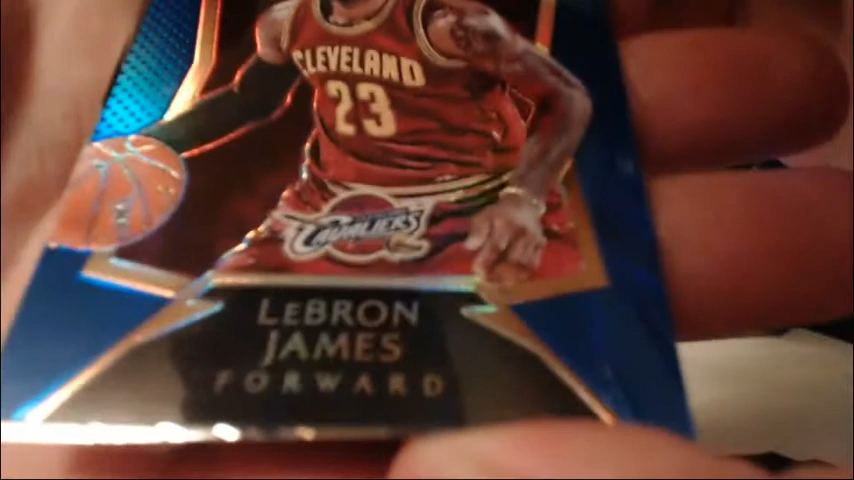 CLEVELAND
23
CAVALIERS
LEBRON
JAMES
FORWARD